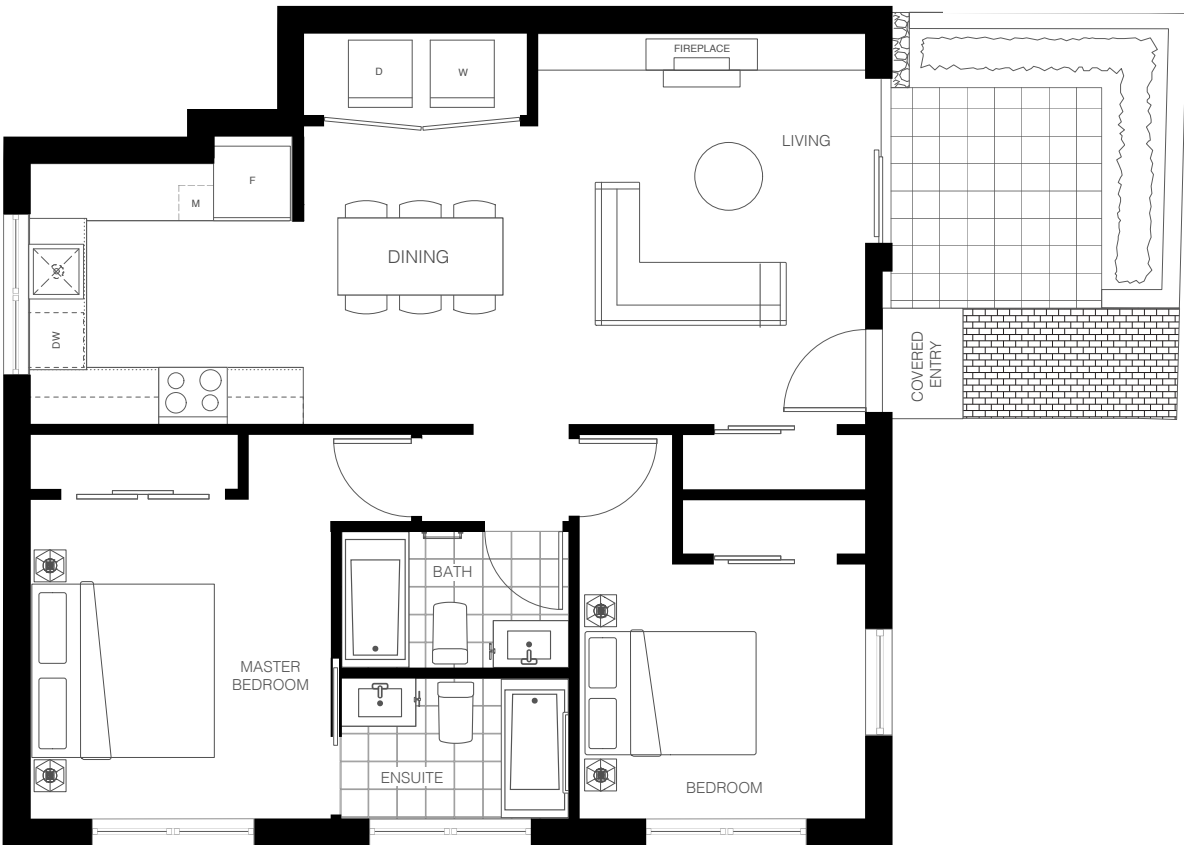 FIREPLACE
D
W
LIVING
F
M
DINING
DW
COVERED
ENTRY
BATH
MASTER
BEDROOM
ENSUITE
BEDROOM